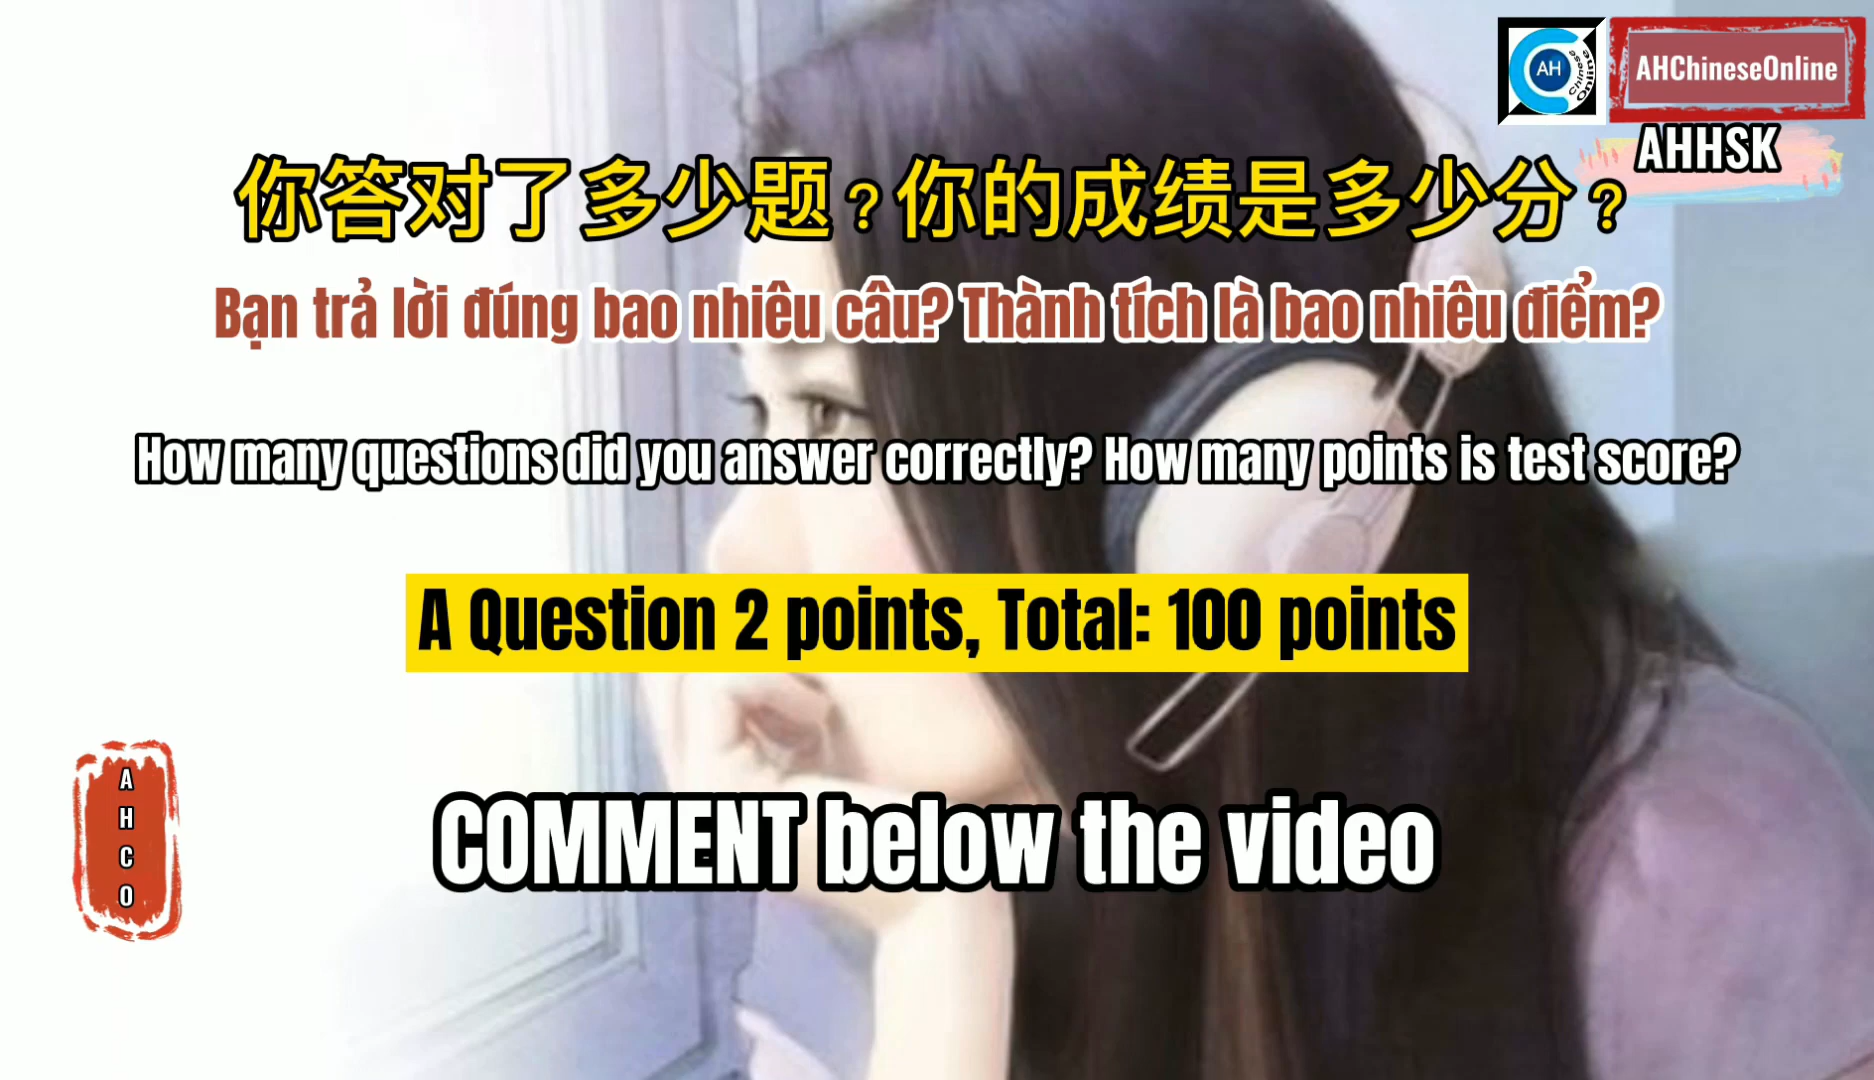 AH
Chinese
Online
AHChineseOnline
AHHSK
你答对了多少题？你的成绩是多少分？
Bạn trả lời đúng bao nhiêu câu? Thành tích là bao nhiêu điểm?
How many questions did you answer correctly? How many points is test score?
A Question 2 points, Total: 100 points
AHCO
COMMENT below the video